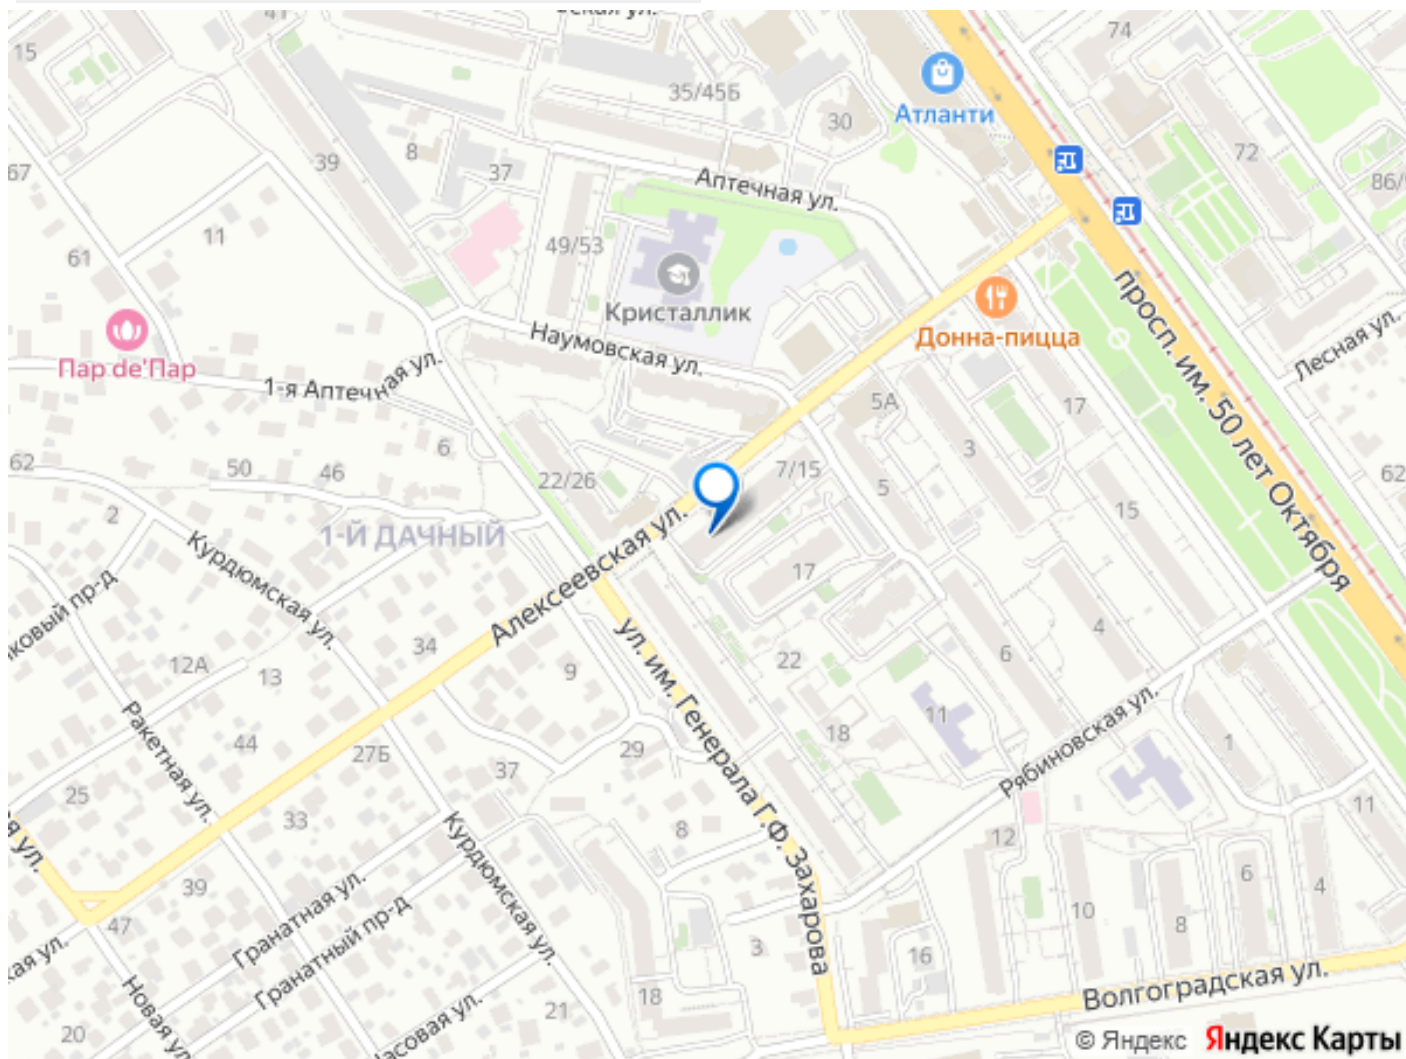 15
41
74
35/45Б
Атланти
30
39
8
37
72
67
Аптечная ул.
11
49/53
61
Кристаллик
просп. им. 50 лет Октября
Донна-пицца
Лесная ул.
Пар de'Пар
Наумовская ул.
1-я Аптечная ул.
5А
17
3
6
62
50
46
22/26
7/15
5
62
2
1-Й ДАЧНЫЙ
15
Курдюмская ул.
Алексеевская ул.
17
4
12А
13
34
9
ул. им. Генерала Г.Ф. Захарова
22
6
11
18
Рябиновская ул.
Ракетная ул.
44
27Б
29
1
37
25
33
Курдюмская ул.
8
12
11
39
47
Гранатная ул.
Гранатный пр-д
6
4
10
8
3
16
Новая ул.
18
21
20
Волгоградская ул.
© Яндекс Яндекс Карты